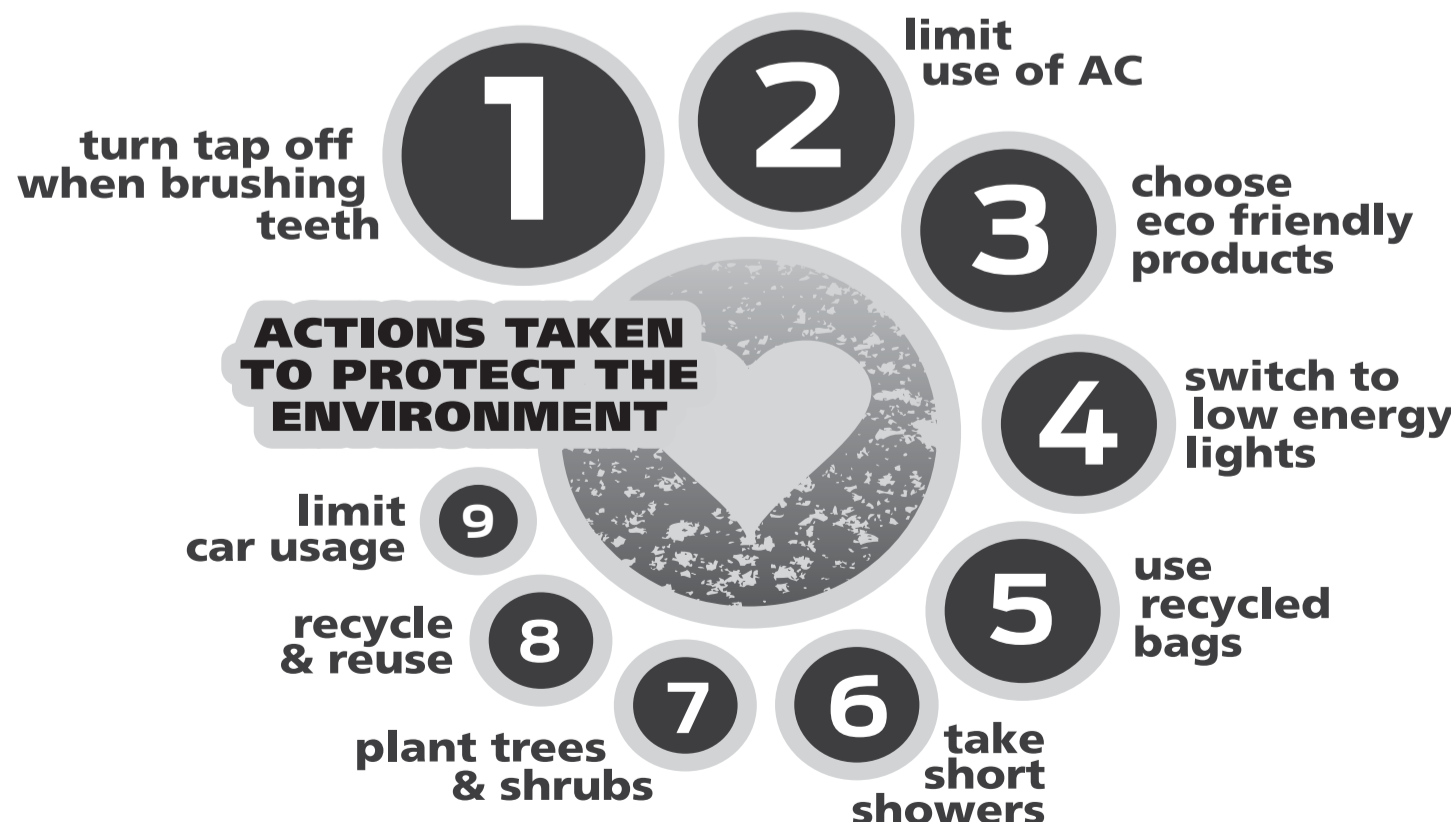 ACTIONS TAKEN
TO PROTECT THE
ENVIRONMENT
1
turn tap off
when brushing
teeth
2
limit
use of AC
3
choose
eco friendly
products
4
switch to
low energy
lights
5
use
recycled
bags
6
take
short
showers
7
plant trees
& shrubs
8
recycle
& reuse
9
limit
car usage